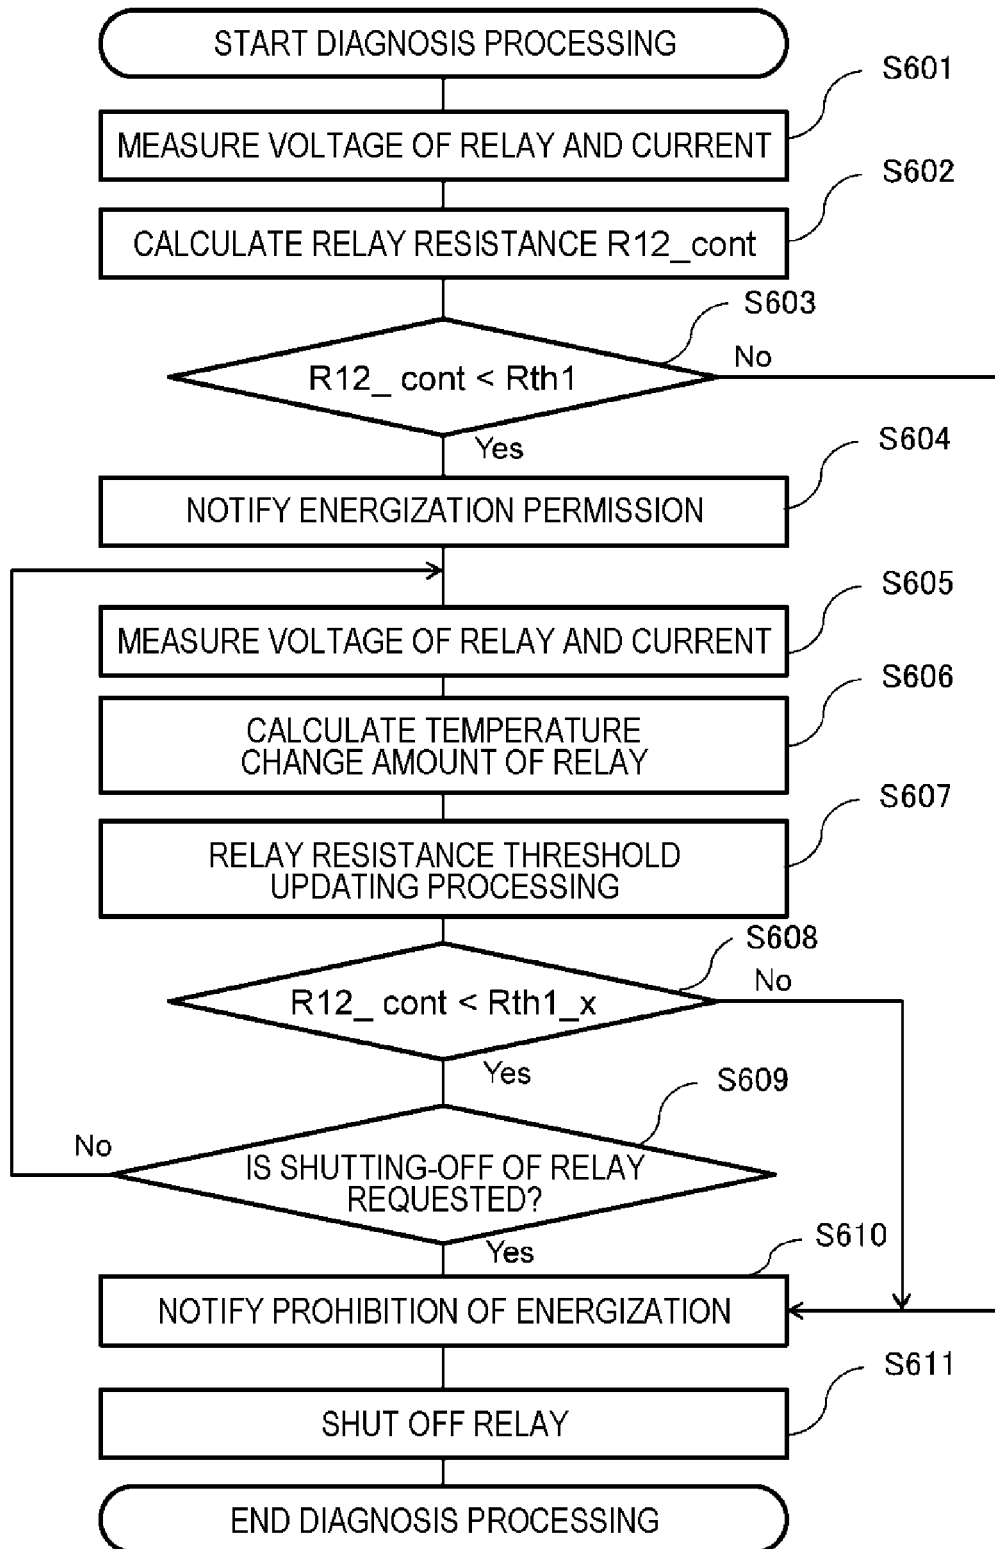 START DIAGNOSIS PROCESSING
S601
MEASURE VOLTAGE OF RELAY AND CURRENT
S602
CALCULATE RELAY RESISTANCE R12_cont
S603
R12_ cont < Rth1
No
Yes
S604
NOTIFY ENERGIZATION PERMISSION
S605
MEASURE VOLTAGE OF RELAY AND CURRENT
S606
CALCULATE TEMPERATURE
CHANGE AMOUNT OF RELAY
S607
RELAY RESISTANCE THRESHOLD
UPDATING PROCESSING
S608
R12_ cont < Rth1_x
No
Yes
S609
No
IS SHUTTING-OFF OF RELAY
REQUESTED?
Yes
S610
NOTIFY PROHIBITION OF ENERGIZATION
S611
SHUT OFF RELAY
END DIAGNOSIS PROCESSING